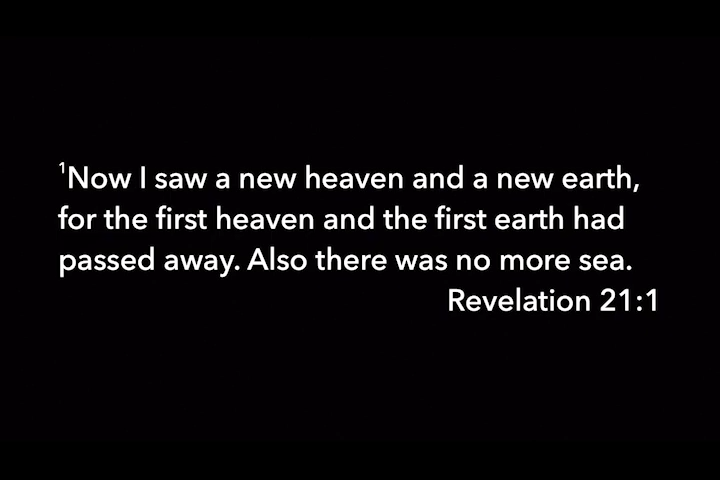 ¹Now I saw a new heaven and a new earth,
for the first heaven and the first earth had
passed away. Also there was no more sea.
Revelation 21:1